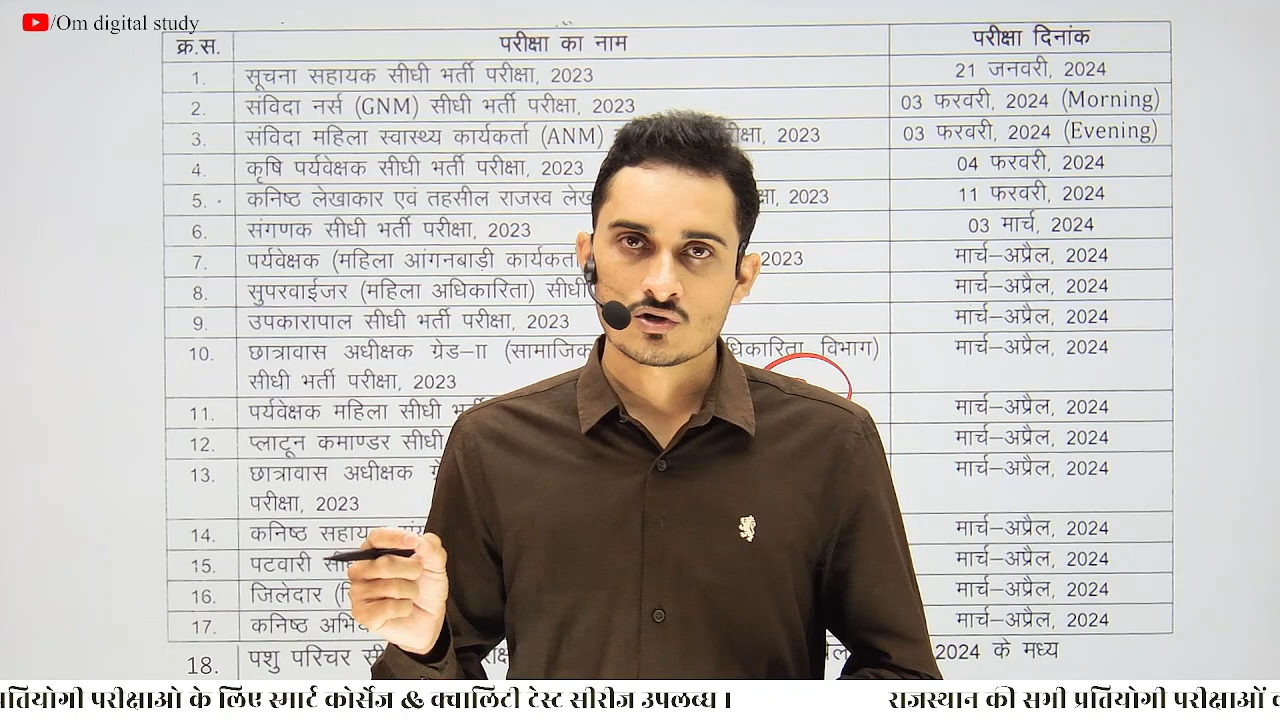 /Om digital study
क्र.स. परीक्षा का नाम परीक्षा दिनांक
1. सूचना सहायक सीधी भर्ती परीक्षा, 2023 21 जनवरी, 2024
2. संविदा नर्स (GNM) सीधी भर्ती परीक्षा, 2023 03 फरवरी, 2024 (Morning)
3. संविदा महिला स्वास्थ्य कार्यकर्ता (ANM) 2023 03 फरवरी, 2024 (Evening)
4. कृषि पर्यवेक्षक सीधी भर्ती परीक्षा, 2023 04 फरवरी, 2024
5. कनिष्ठ लेखाकार एवं तहसील राजस्व 2023 11 फरवरी, 2024
6. संगणक सीधी भर्ती परीक्षा, 2023 03 मार्च, 2024
7. पर्यवेक्षक (महिला आंगनबाड़ी 2023 मार्च–अप्रैल, 2024
8. सुपरवाईजर (महिला अधिकारिता) सीधी मार्च–अप्रैल, 2024
9. उपकारापाल सीधी भर्ती परीक्षा, 2023 मार्च–अप्रैल, 2024
10. छात्रावास अधीक्षक ग्रेड–II (सामाजिक विभाग) मार्च–अप्रैल, 2024
सीधी भर्ती परीक्षा, 2023
11. पर्यवेक्षक महिला सीधी मार्च–अप्रैल, 2024
12. प्लाटून कमाण्डर सीधी मार्च–अप्रैल, 2024
13. छात्रावास अधीक्षक मार्च–अप्रैल, 2024
परीक्षा, 2023
14. कनिष्ठ मार्च–अप्रैल, 2024
15. पटवारी मार्च–अप्रैल, 2024
16. जिलेदार मार्च–अप्रैल, 2024
17. कनिष्ठ मार्च–अप्रैल, 2024
18. पशु परिचर 2024 के मध्य
परीक्षाओ के लिए स्मार्ट कोर्सेज & क्वालिटी टेस्ट सीरीज उपलब्ध । राजस्थान की सभी प्रतियोगी परीक्षाओं